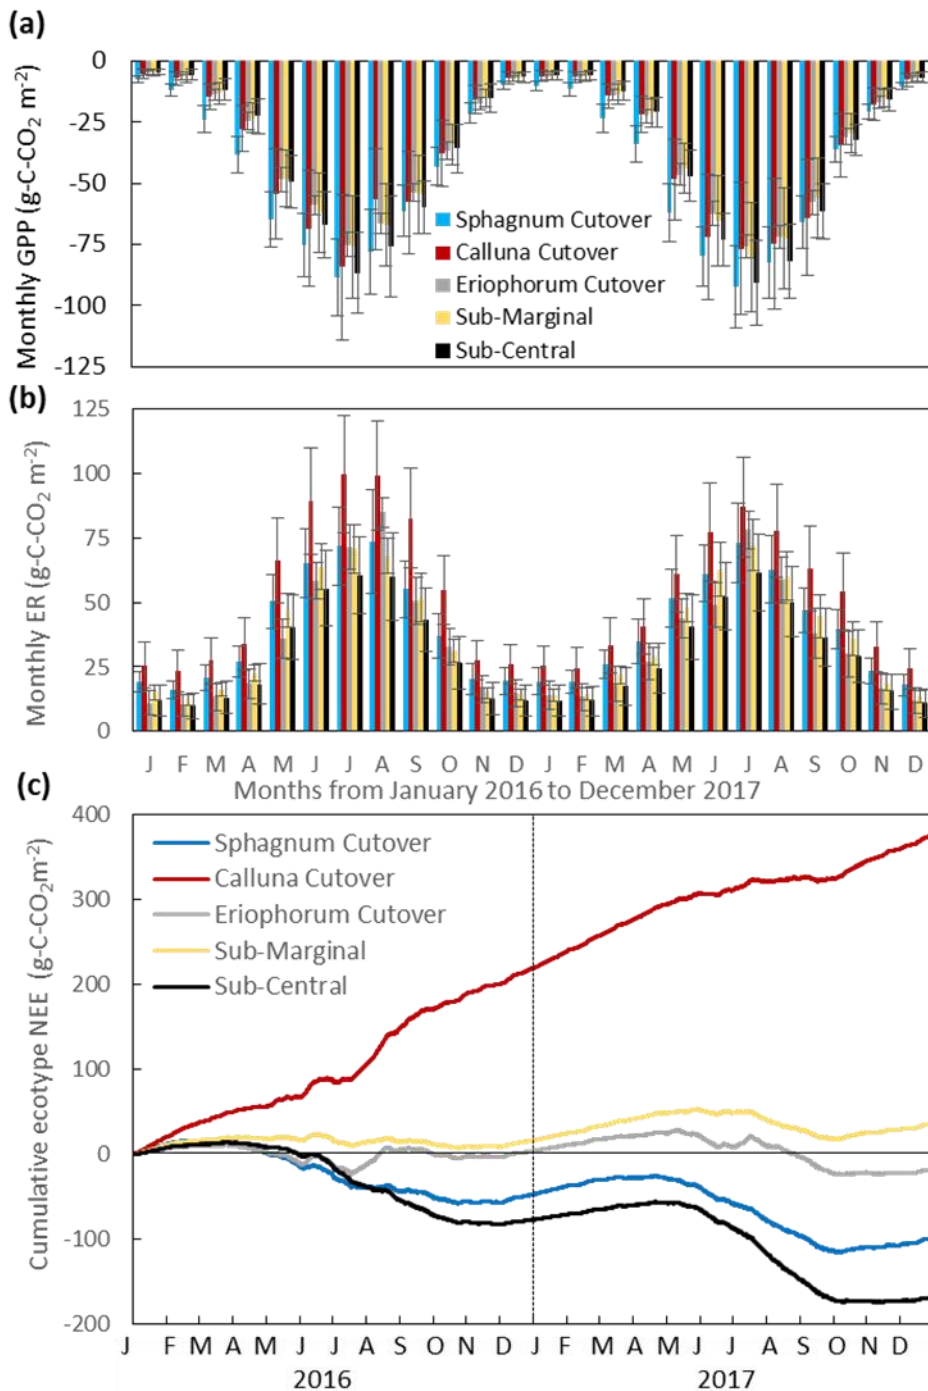 (a)
Monthly GPP (g-C-CO₂ m⁻²)
0
-25
-50
-75
-100
-125
Sphagnum Cutover
Calluna Cutover
Eriophorum Cutover
Sub-Marginal
Sub-Central
(b)
Monthly ER (g-C-CO₂ m⁻²)
125
100
75
50
25
0
J F M A M J J A S O N D J F M A M J J A S O N D
Months from January 2016 to December 2017
(c)
Cumulative ecotype NEE (g-C-CO₂m⁻²)
400
300
200
100
0
-100
-200
Sphagnum Cutover
Calluna Cutover
Eriophorum Cutover
Sub-Marginal
Sub-Central
J F M A M J J A S O N D J F M A M J J A S O N D
2016 2017